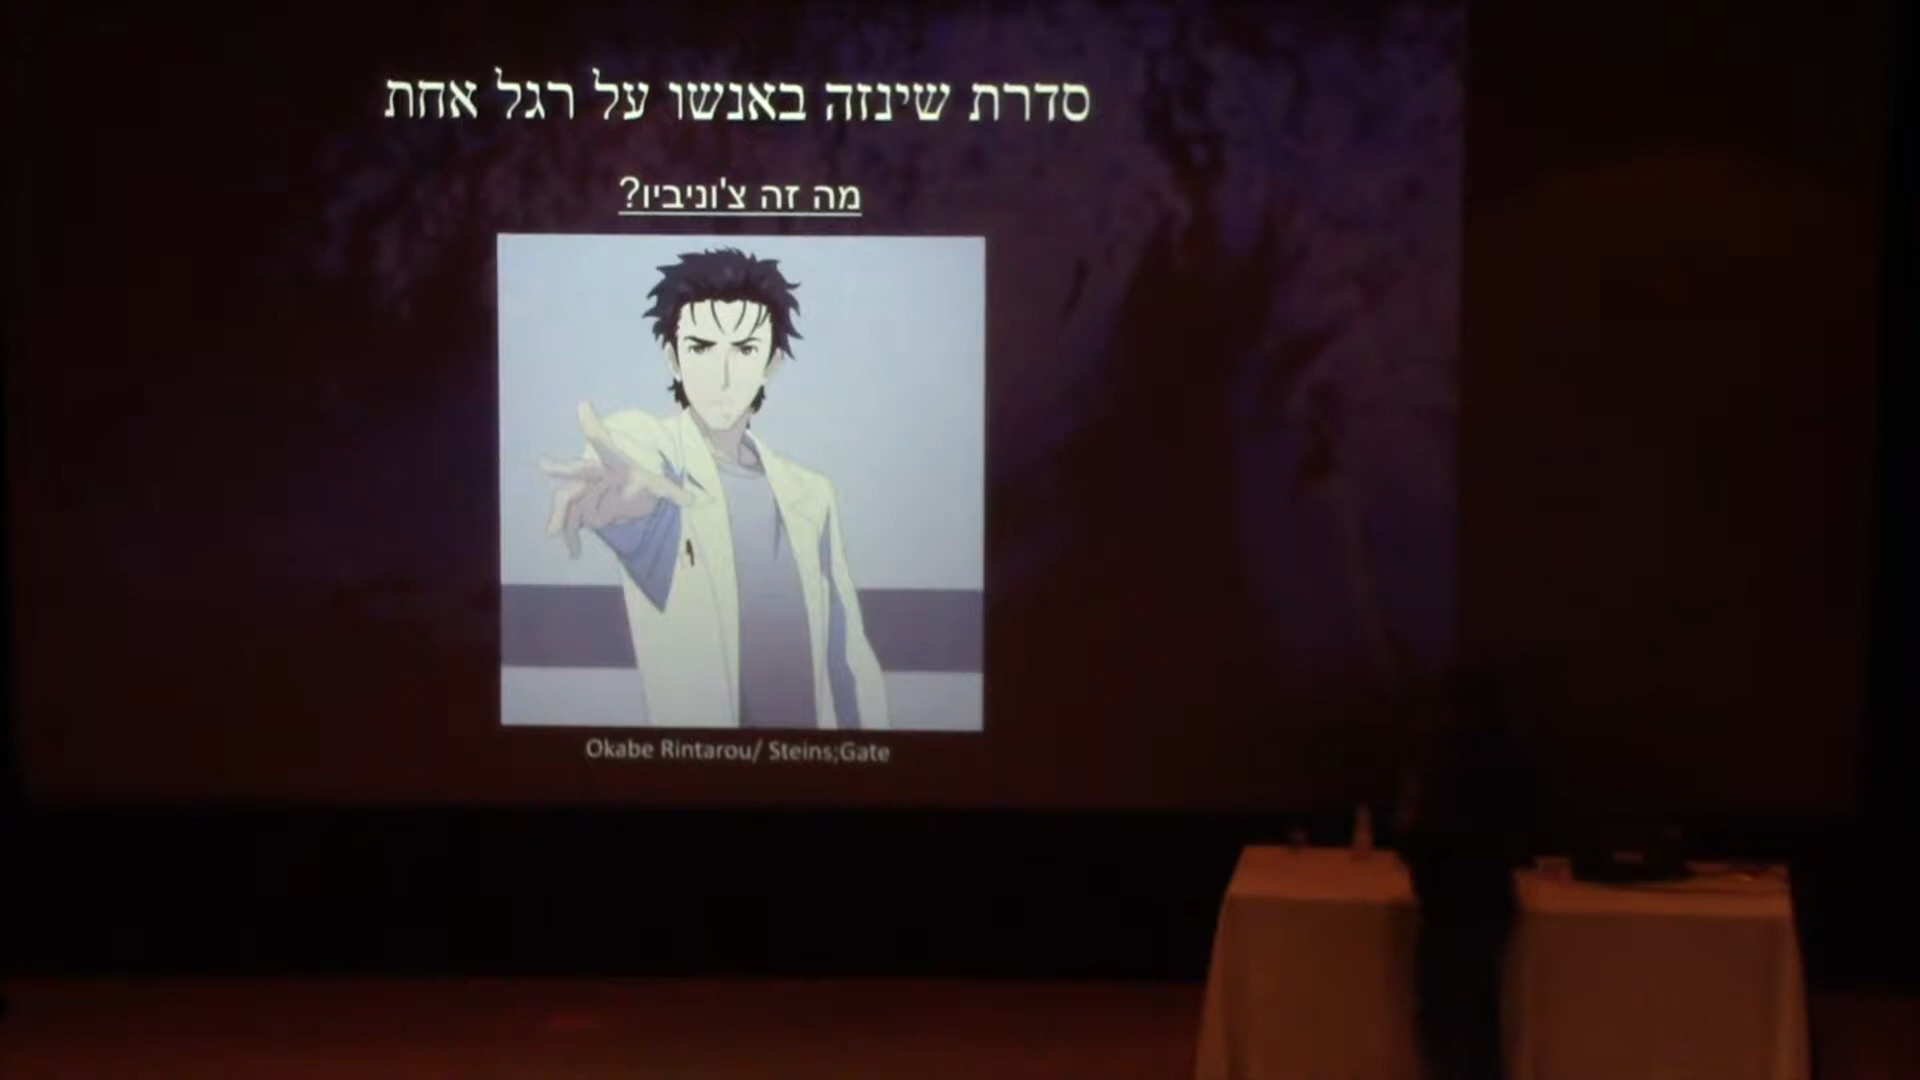 סדרת שינזה באנשו על רגל אחת
מה זה צ'וניביו?
Okabe Rintarou/ Steins;Gate